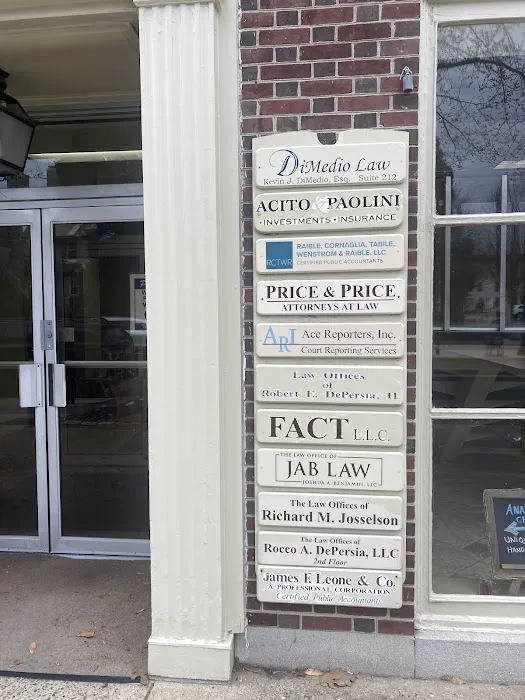 DiMedio Law
Kevin J. DiMedio, Esq. Suite 212
ACITO & PAOLINI
• INVESTMENTS • INSURANCE •
RCTWR
RAIBLE, CORNAGLIA, TABILE,
WENSTROM & RAIBLE, LLC
CERTIFIED PUBLIC ACCOUNTANTS
PRICE & PRICE
ATTORNEYS AT LAW
ARI Ace Reporters, Inc.
Court Reporting Services
Law Offices
of
Robert E. DePersia, II
FACT L.L.C.
THE LAW OFFICE OF
JAB LAW
JOSHUA A. BENJAMIN, LLC
The Law Offices of
Richard M. Josselson
The Law Offices of
Rocco A. DePersia, LLC
2nd Floor
James F. Leone & Co.
A PROFESSIONAL CORPORATION
Certified Public Accountants